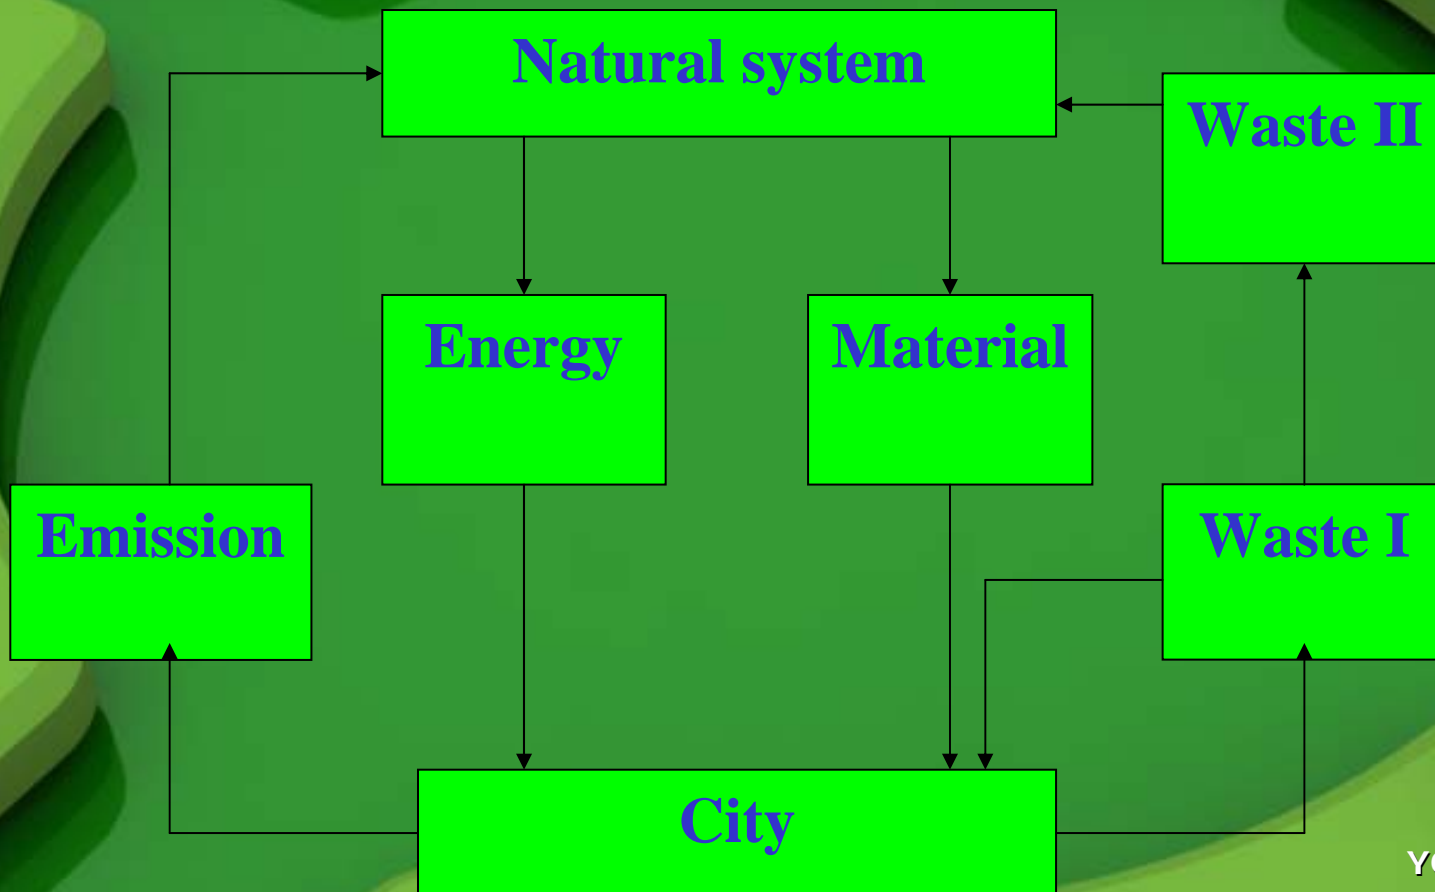 Natural system
Waste II
Energy
Material
Emission
Waste I
City